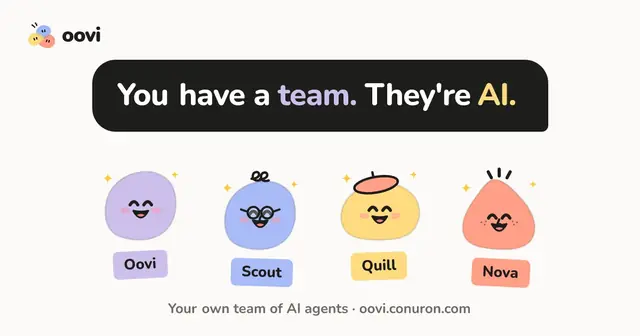 oovi
You have a team. They're AI.
Oovi
Scout
Quill
Nova
Your own team of AI agents · oovi.conuron.com